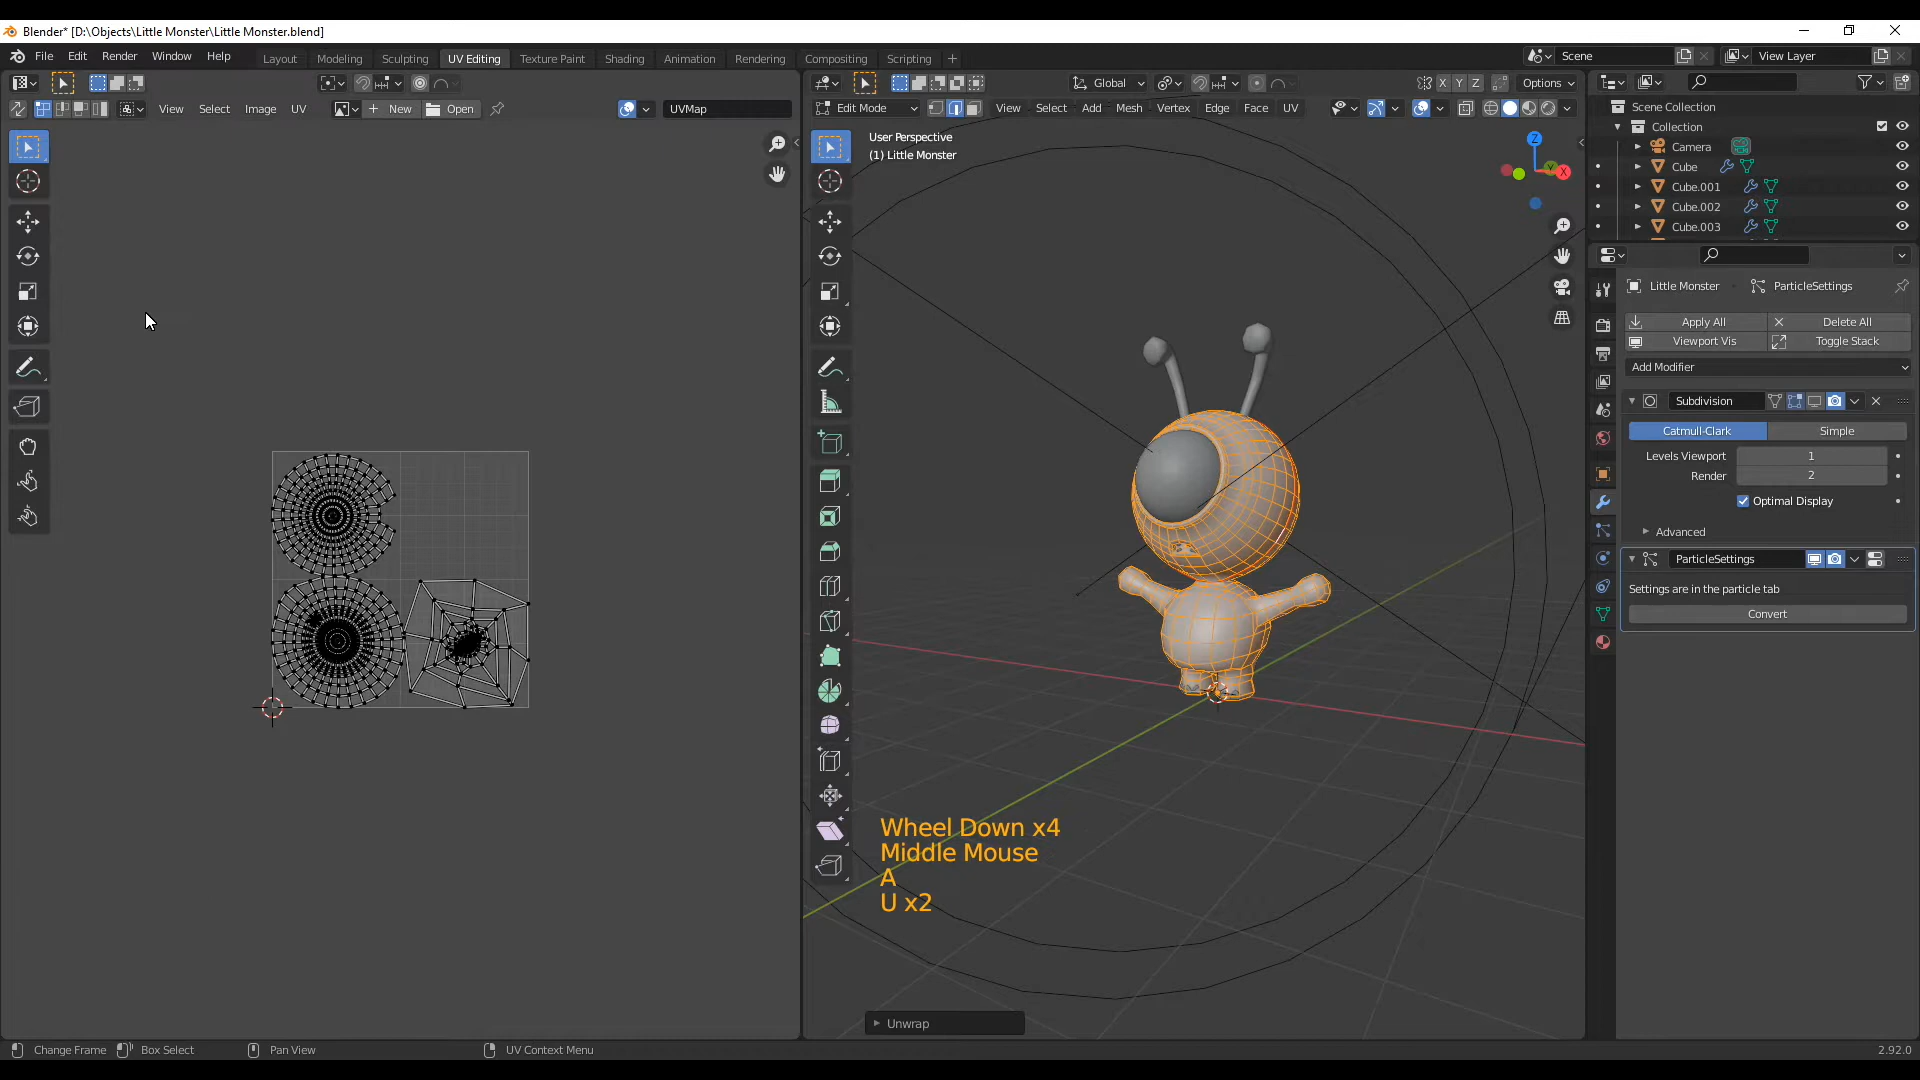 Blender* [D:\Objects\Little Monster\Little Monster.blend]
File Edit Render Window Help
Layout Modeling Sculpting UV Editing Texture Paint Shading Animation Rendering Compositing Scripting +
Scene
View Layer
Global
X Y Z
Options
View Select Image UV
New
Open
UVMap
Edit Mode
View Select Add Mesh Vertex Edge Face UV
User Perspective
(1) Little Monster
Z
Y
X
Scene Collection
Collection
Camera
Cube
Cube.001
Cube.002
Cube.003
Little Monster
ParticleSettings
Apply All
Delete All
Viewport Vis
Toggle Stack
Add Modifier
Subdivision
Catmull-Clark
Simple
Levels Viewport 1
Render 2
Optimal Display
Advanced
ParticleSettings
Settings are in the particle tab
Convert
Wheel Down x4
Middle Mouse
A
U x2
Unwrap
Change Frame
Box Select
Pan View
UV Context Menu
2.92.0